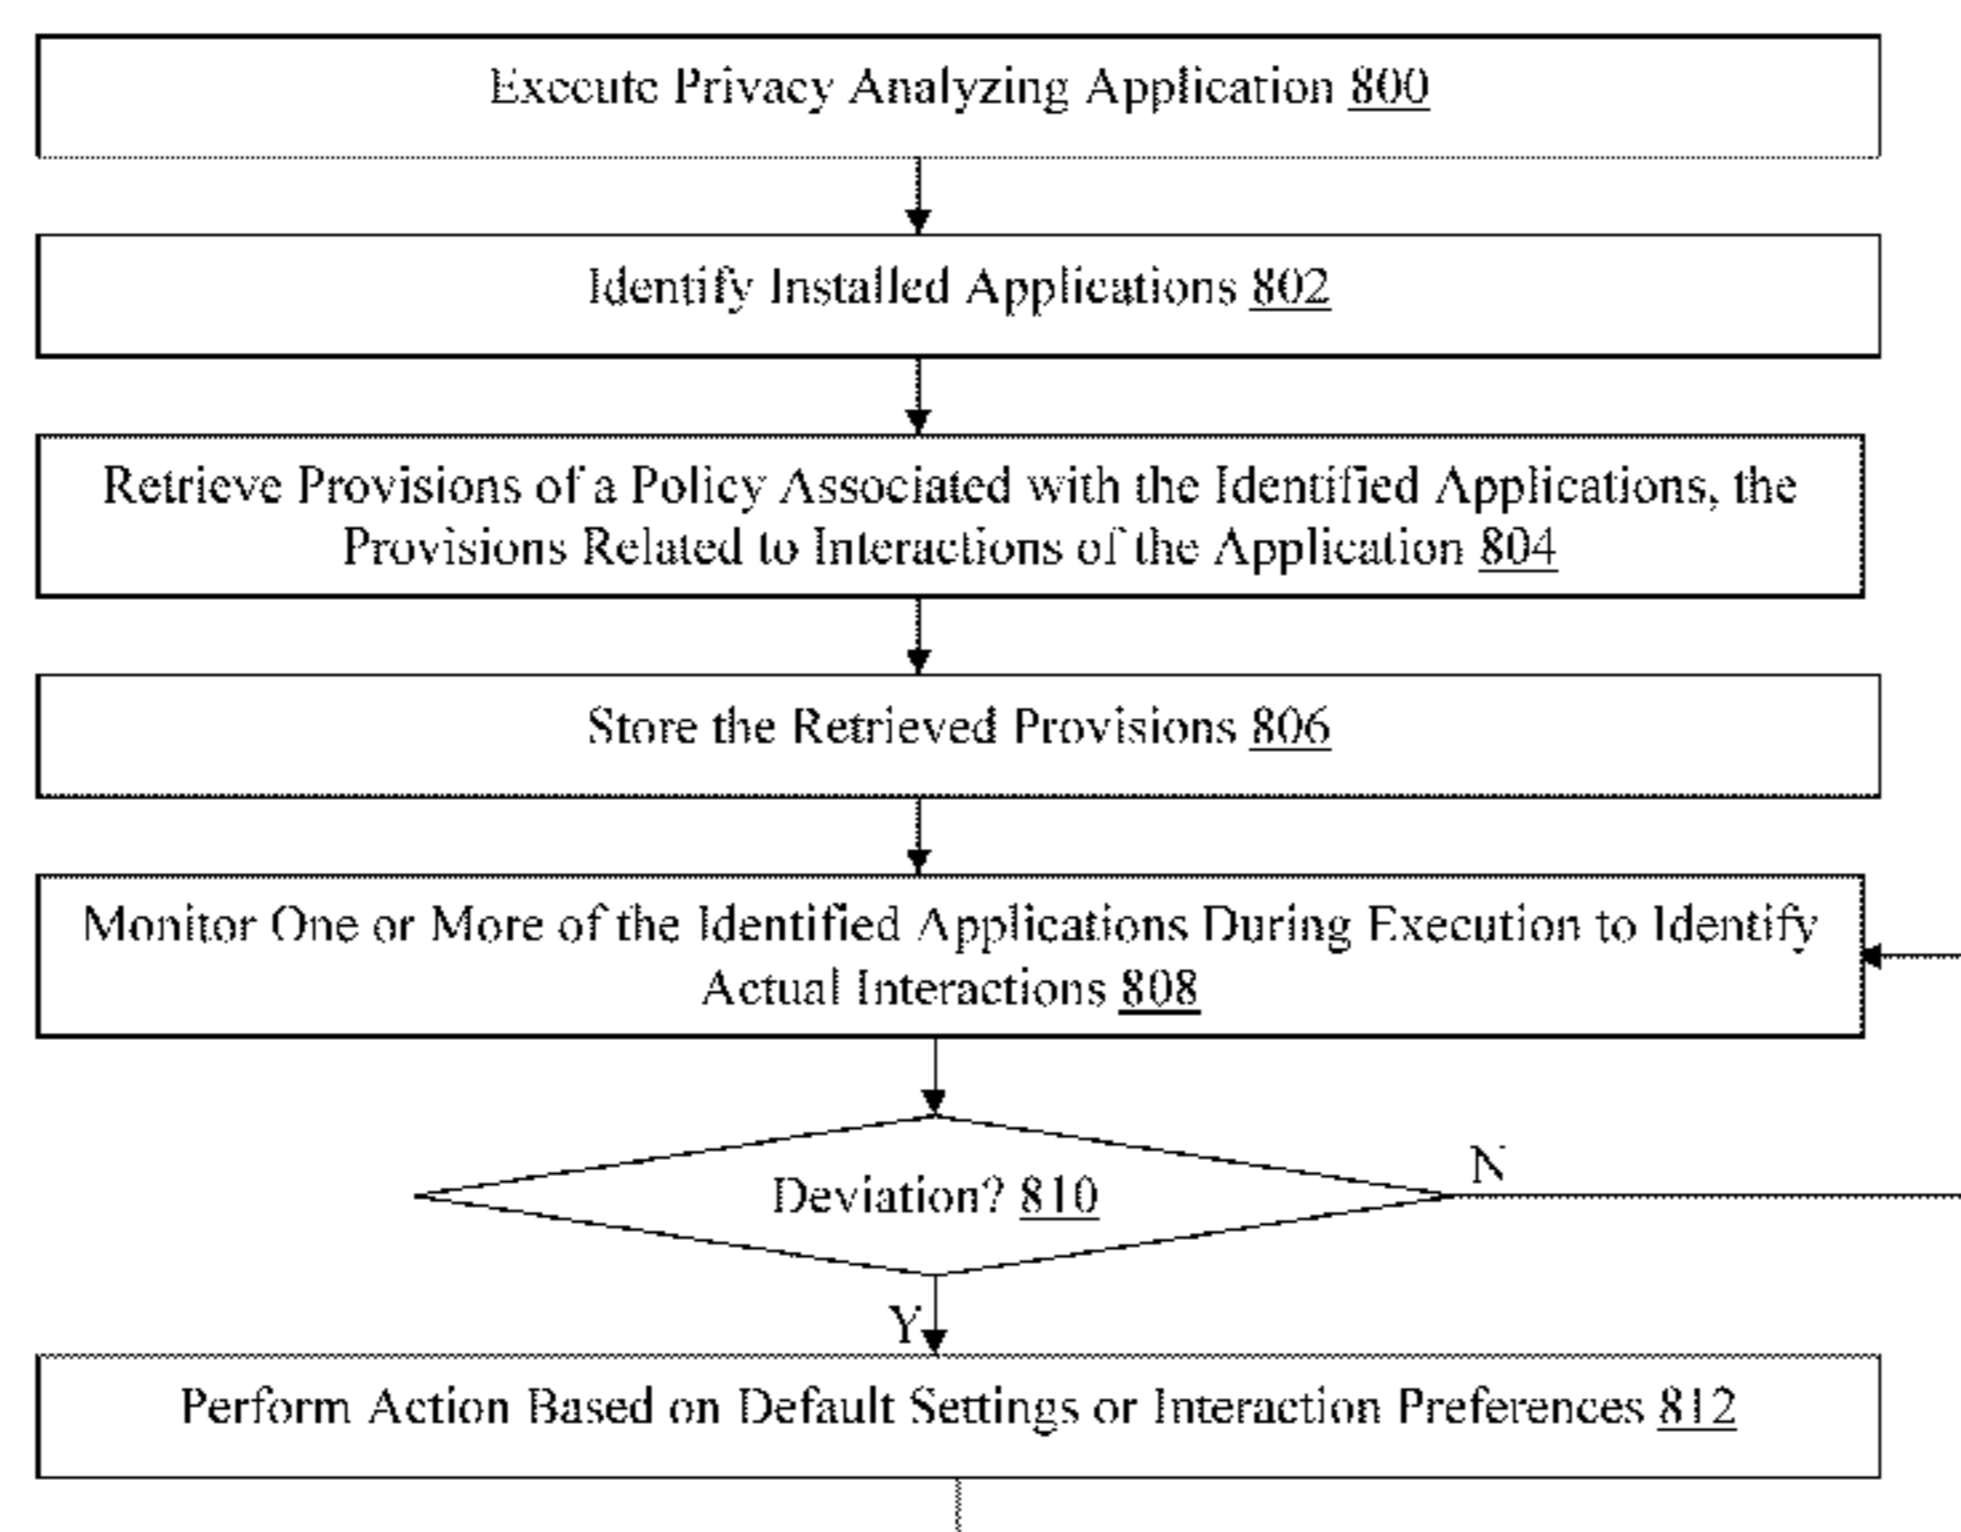 Execute Privacy Analyzing Application 800
Identify Installed Applications 802
Retrieve Provisions of a Policy Associated with the Identified Applications, the
Provisions Related to Interactions of the Application 804
Store the Retrieved Provisions 806
Monitor One or More of the Identified Applications During Execution to Identify
Actual Interactions 808
Deviation? 810
N
Y
Perform Action Based on Default Settings or Interaction Preferences 812